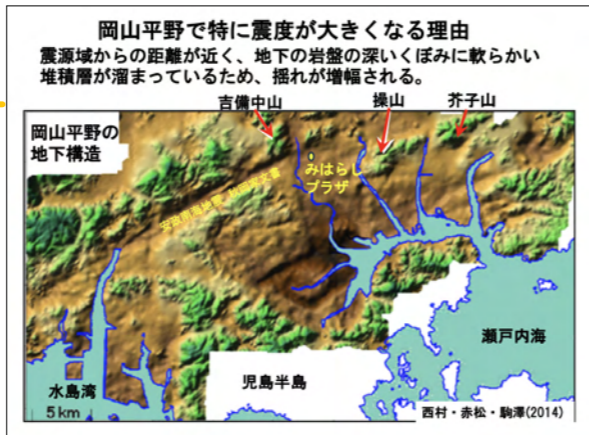 岡山平野で特に震度が大きくなる理由
震源域からの距離が近く、地下の岩盤の深いくぼみに軟らかい
堆積層が溜まっているため、揺れが増幅される。
吉備中山
操山
芥子山
岡山平野の
地下構造
みはらし
プラザ
瀬戸内海
水島湾
児島半島
5km
西村・赤松・駒澤(2014)